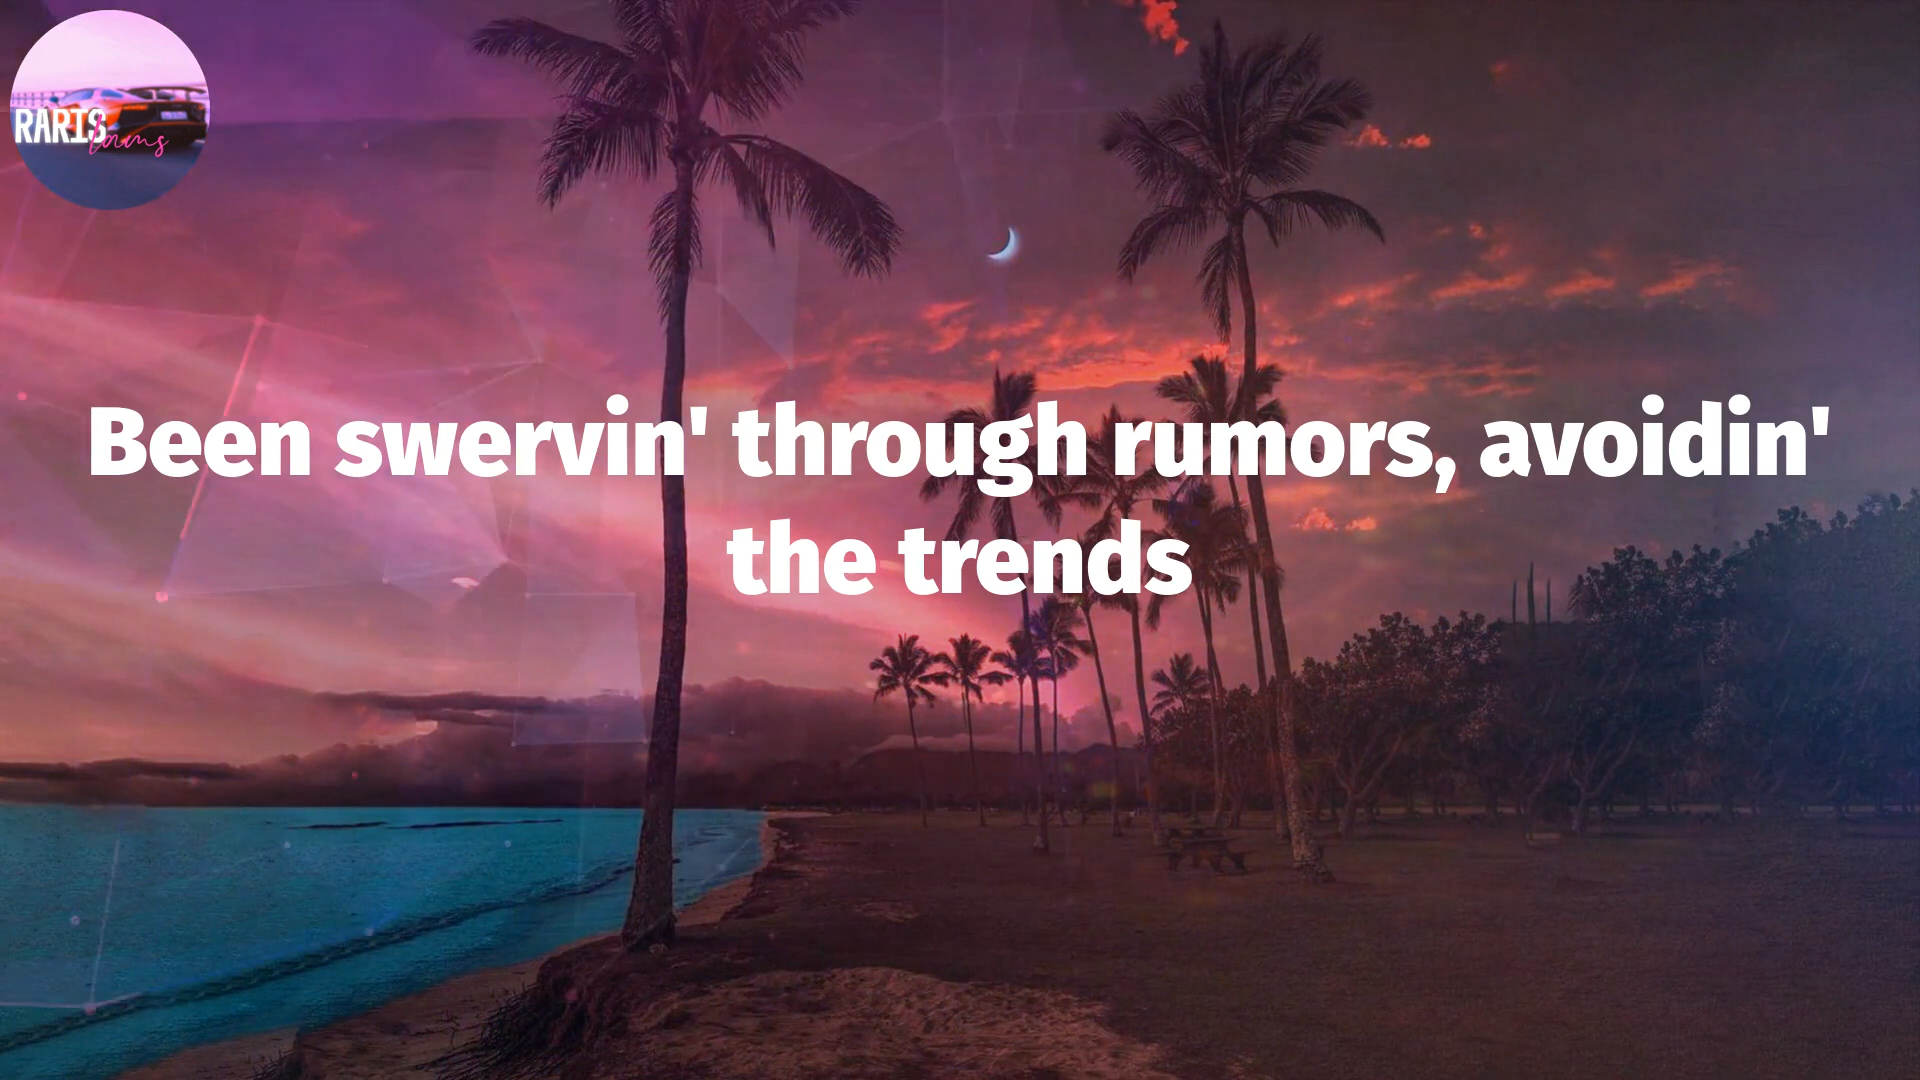 RARIS
Been swervin' through rumors, avoidin'
the trends